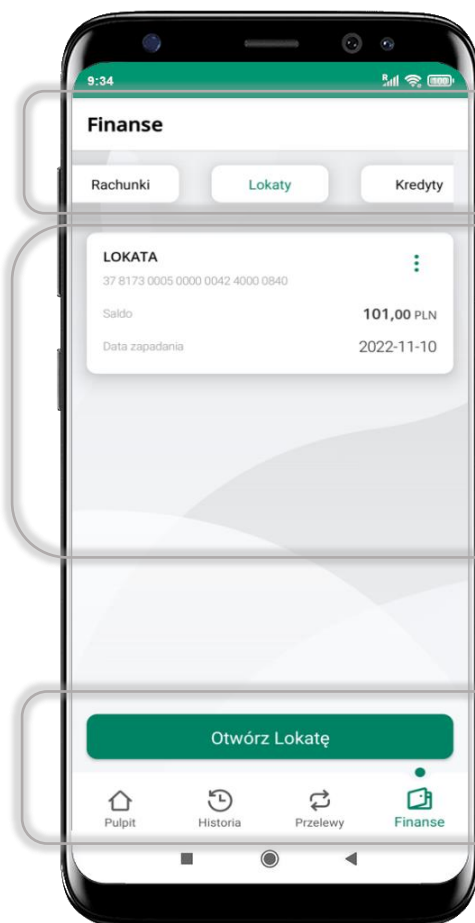 9:34
Finanse
Rachunki Lokaty Kredyty
LOKATA
37 8173 0005 0000 0042 4000 0840
Saldo 101,00 PLN
Data zapadania 2022-11-10
Otwórz Lokatę
Pulpit Historia Przelewy Finanse